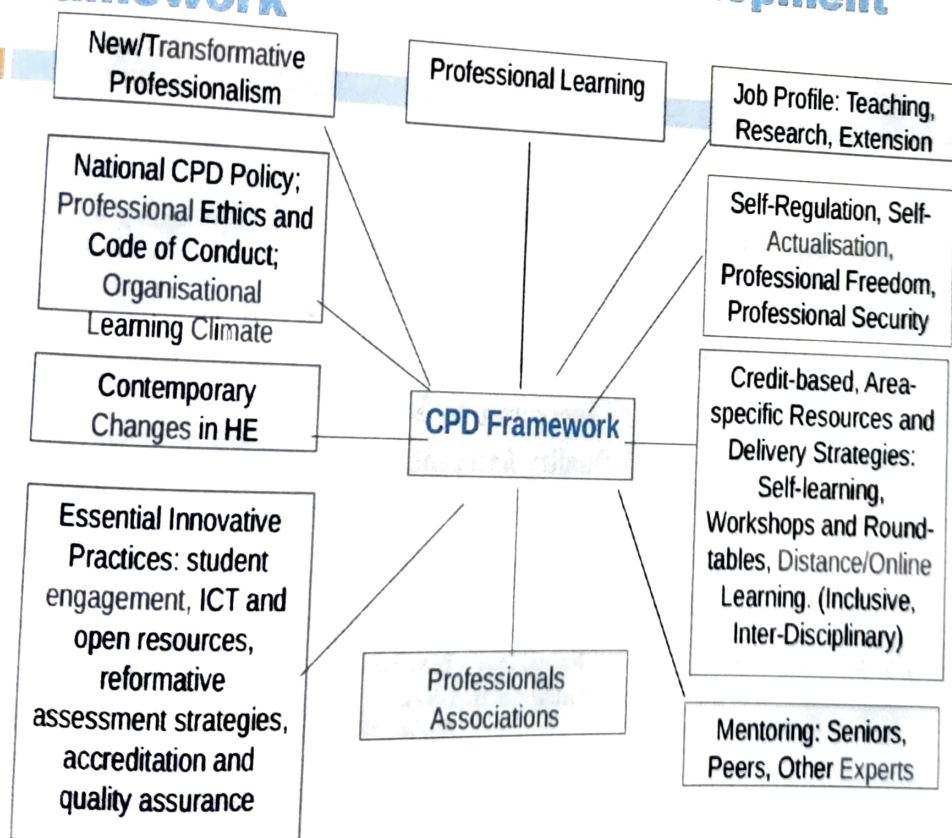 New/Transformative
Professionalism
Professional Learning
Job Profile: Teaching,
Research, Extension
National CPD Policy;
Professional Ethics and
Code of Conduct;
Organisational
Learning Climate
Self-Regulation, Self-
Actualisation,
Professional Freedom,
Professional Security
Contemporary
Changes in HE
CPD Framework
Credit-based, Area-
specific Resources and
Delivery Strategies:
Self-learning,
Workshops and Round-
tables, Distance/Online
Learning. (Inclusive,
Inter-Disciplinary)
Essential Innovative
Practices: student
engagement, ICT and
open resources,
reformative
assessment strategies,
accreditation and
quality assurance
Professionals
Associations
Mentoring: Seniors,
Peers, Other Experts